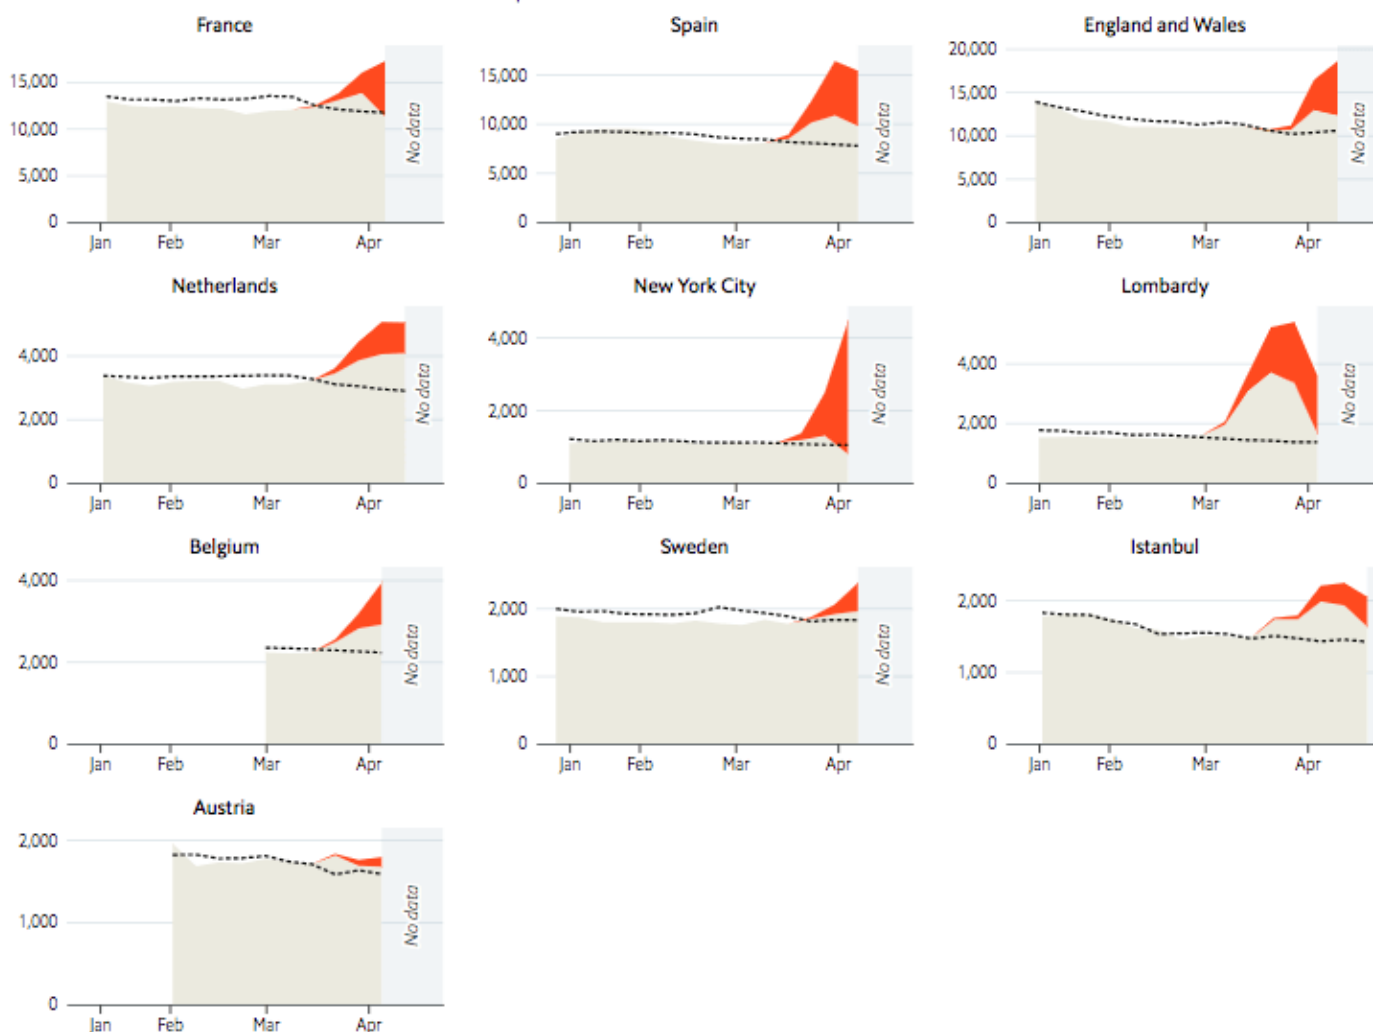 France
15,000
10,000
5,000
0
Jan Feb Mar Apr
No data
Spain
15,000
10,000
5,000
0
Jan Feb Mar Apr
No data
England and Wales
20,000
15,000
10,000
5,000
0
Jan Feb Mar Apr
No data
Netherlands
4,000
2,000
0
Jan Feb Mar Apr
No data
New York City
4,000
2,000
0
Jan Feb Mar Apr
No data
Lombardy
4,000
2,000
0
Jan Feb Mar Apr
No data
Belgium
4,000
2,000
0
Jan Feb Mar Apr
No data
Sweden
2,000
1,000
0
Jan Feb Mar Apr
No data
Istanbul
2,000
1,000
0
Jan Feb Mar Apr
Austria
2,000
1,000
0
Jan Feb Mar Apr
No data